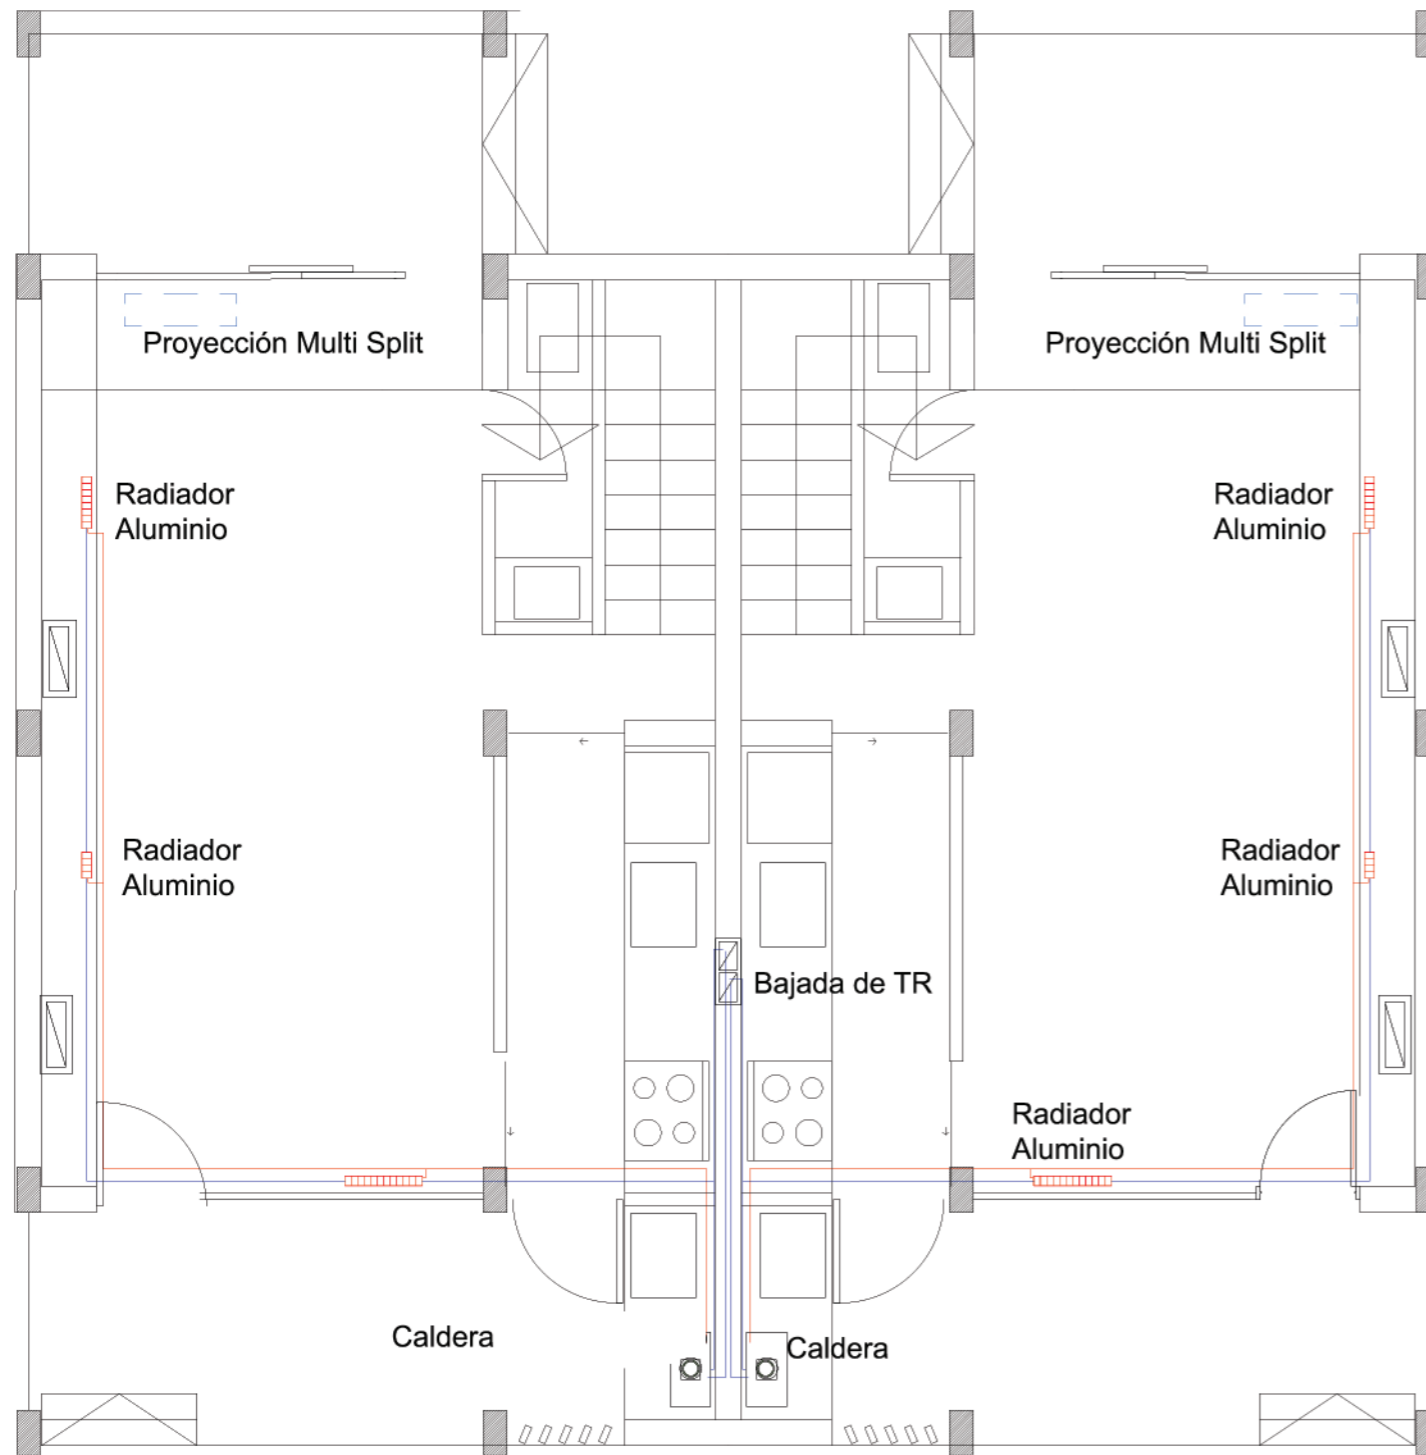 Proyección Multi Split
Proyección Multi Split
Radiador
Aluminio
Radiador
Aluminio
Radiador
Aluminio
Radiador
Aluminio
Bajada de TR
Radiador
Aluminio
Caldera
Caldera